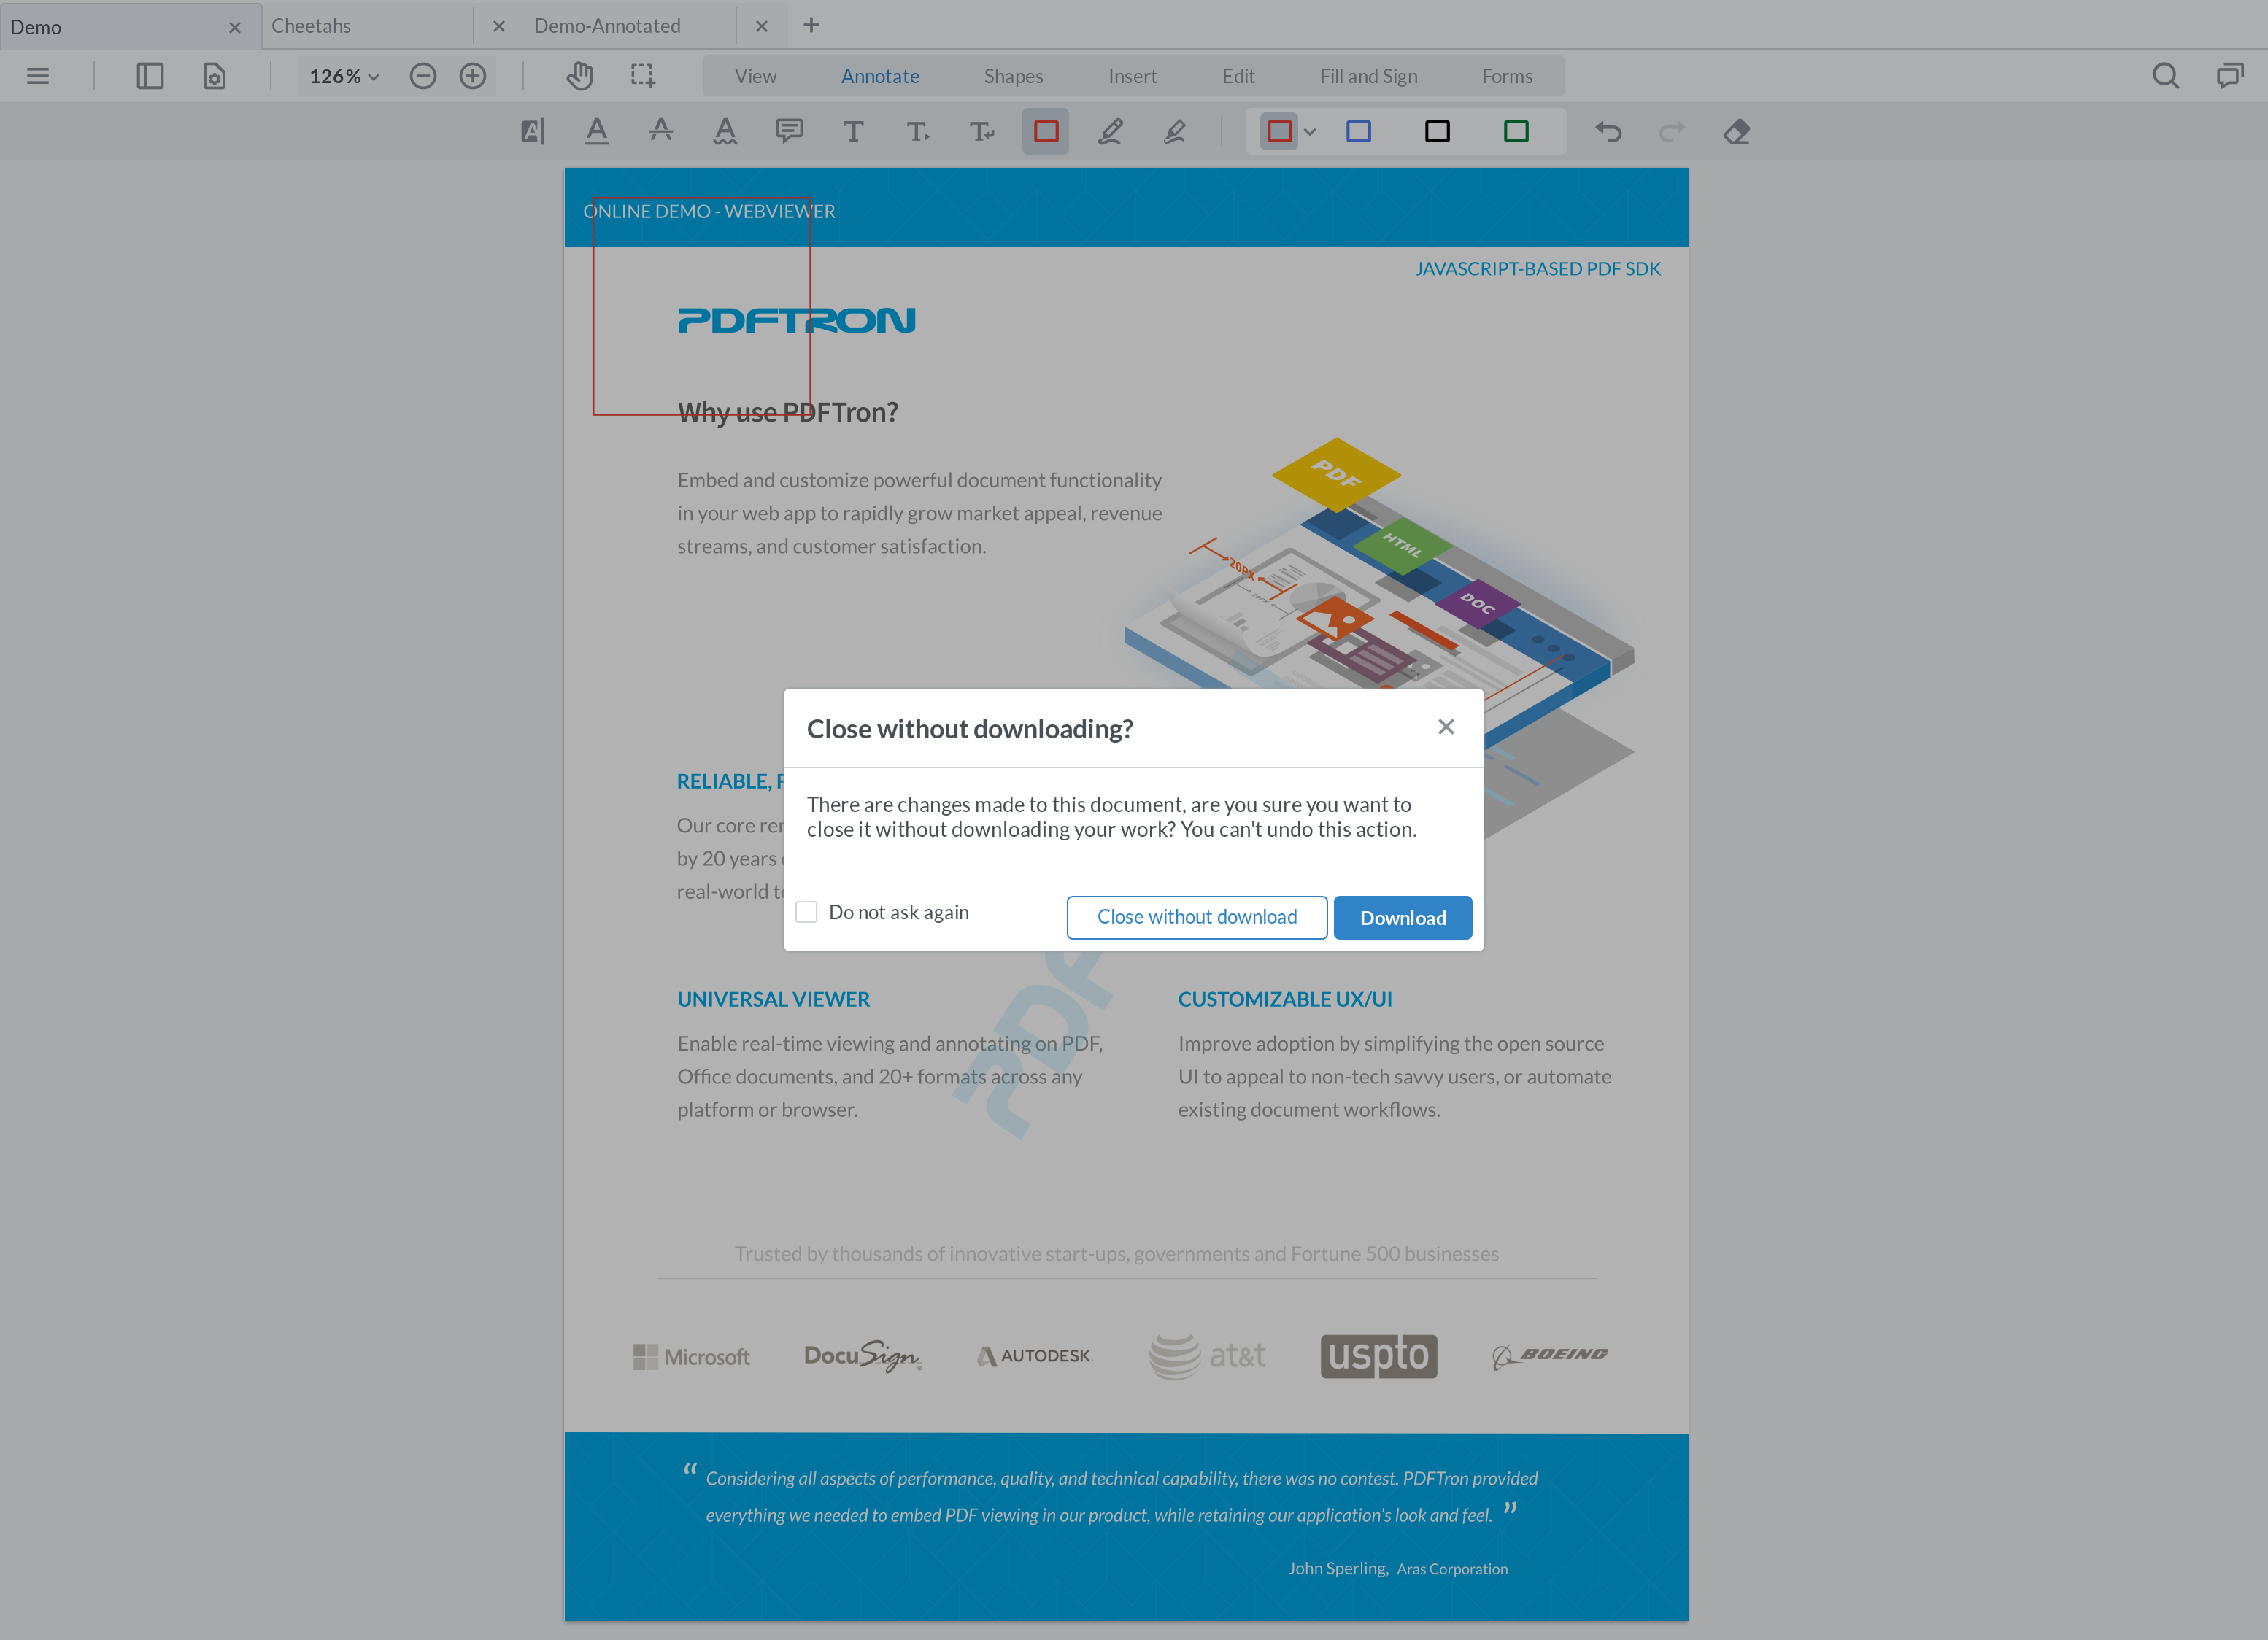 Demo
Cheetahs
Demo-Annotated
126%
View
Annotate
Shapes
Insert
Edit
Fill and Sign
Forms
ONLINE DEMO - WEBVIEWER
JAVASCRIPT-BASED PDF SDK
PDFTRON
Why use PDFTron?
Embed and customize powerful document functionality
in your web app to rapidly grow market appeal, revenue
streams, and customer satisfaction.
PDF
HTML
DOC
20PX
Close without downloading?
There are changes made to this document, are you sure you want to
close it without downloading your work? You can't undo this action.
Do not ask again
Close without download
Download
RELIABLE,
Our core
by 20 years
real-world
PDF
UNIVERSAL VIEWER
Enable real-time viewing and annotating on PDF,
Office documents, and 20+ formats across any
platform or browser.
CUSTOMIZABLE UX/UI
Improve adoption by simplifying the open source
UI to appeal to non-tech savvy users, or automate
existing document workflows.
Trusted by thousands of innovative start-ups, governments and Fortune 500 businesses
Microsoft
DocuSign
AUTODESK
at&t
uspto
BOEING
“ Considering all aspects of performance, quality, and technical capability, there was no contest. PDFTron provided
everything we needed to embed PDF viewing in our product, while retaining our application's look and feel. ”
John Sperling, Aras Corporation